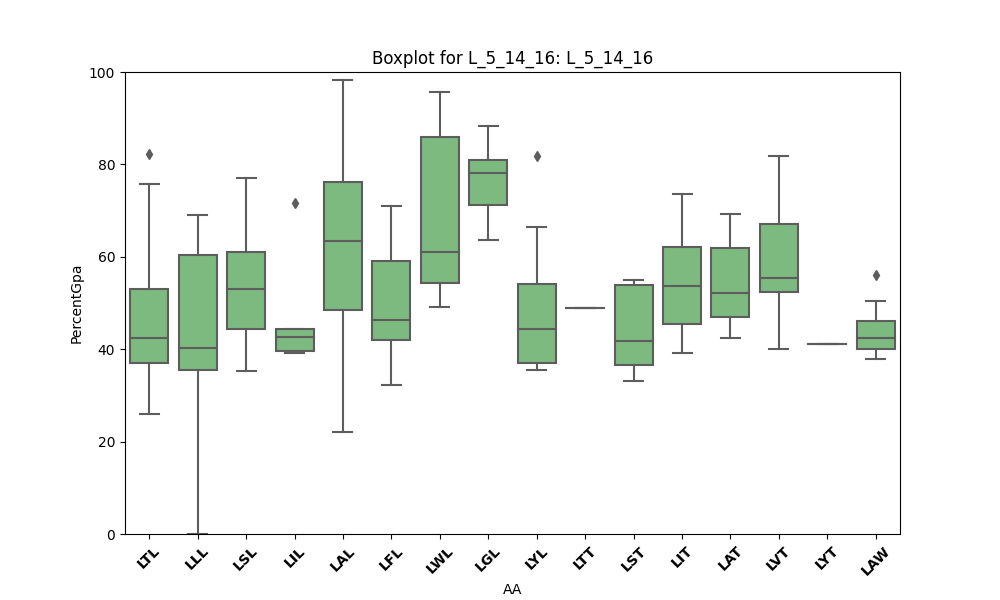 Boxplot for L_5_14_16: L_5_14_16
PercentGpa
100
80
60
40
20
0
LTL LLL LSL LIL LAL LFL LWL LGL LYL LTT LST LIT LAT LVT LYT LAW
AA